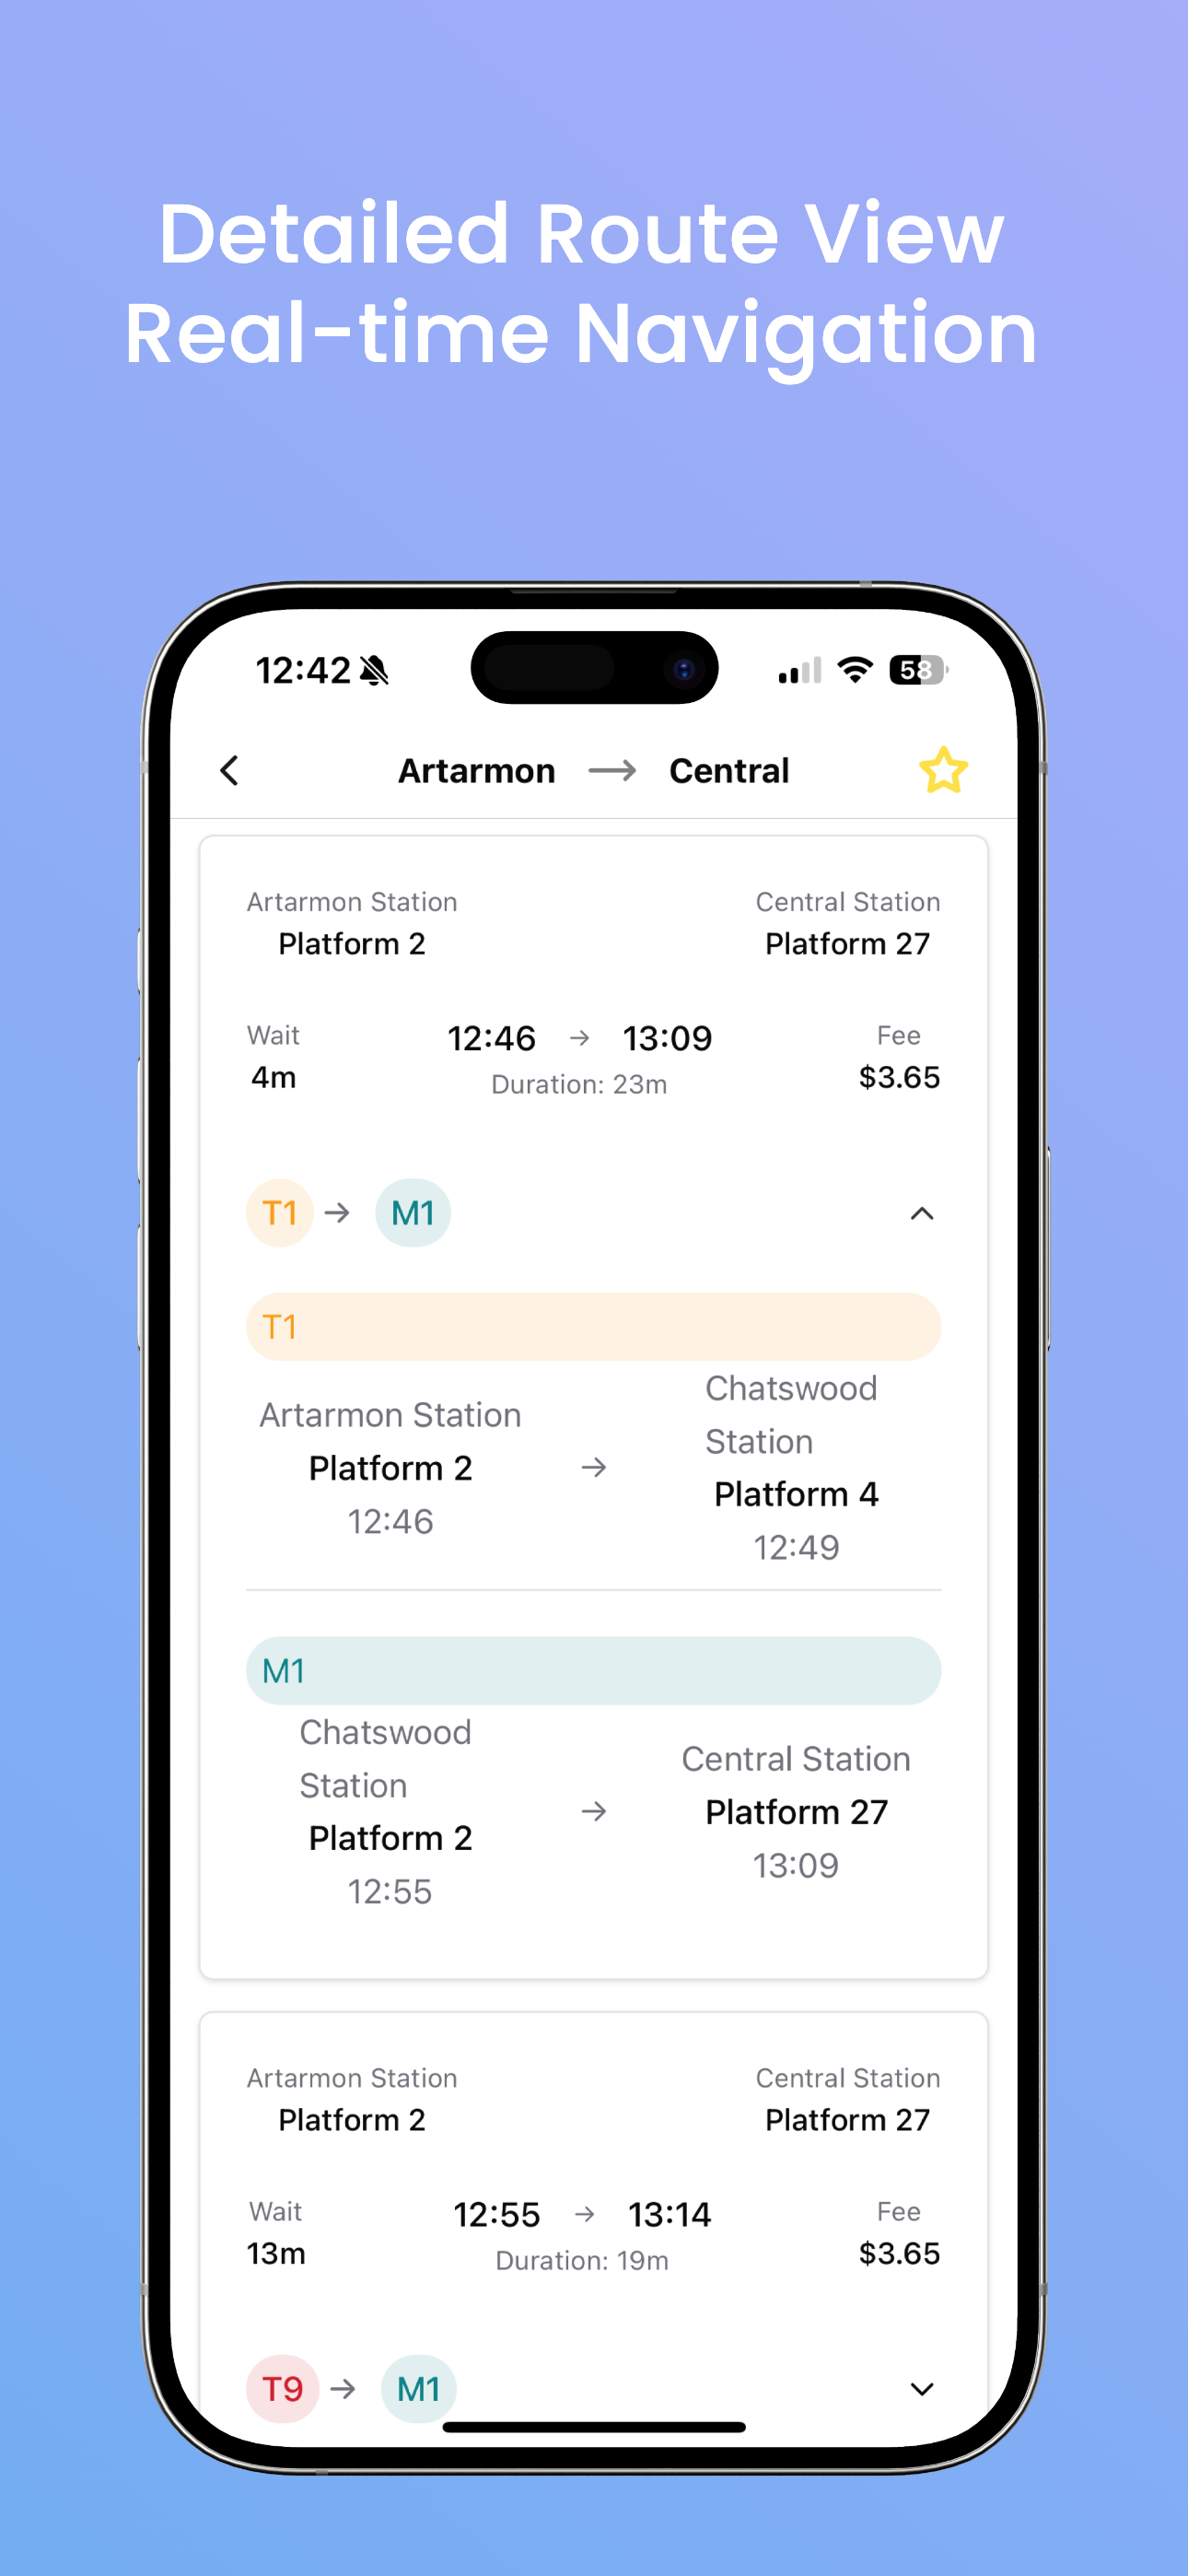 Detailed Route View
Real-time Navigation
12:42
58
Artarmon → Central
Artarmon Station Central Station
Platform 2 Platform 27
Wait 12:46 → 13:09 Fee
4m Duration: 23m $3.65
T1 → M1
T1
Artarmon Station → Chatswood Station
Platform 2 Platform 4
12:46 12:49
M1
Chatswood Station → Central Station
Platform 2 Platform 27
12:55 13:09
Artarmon Station Central Station
Platform 2 Platform 27
Wait 12:55 → 13:14 Fee
13m Duration: 19m $3.65
T9 → M1